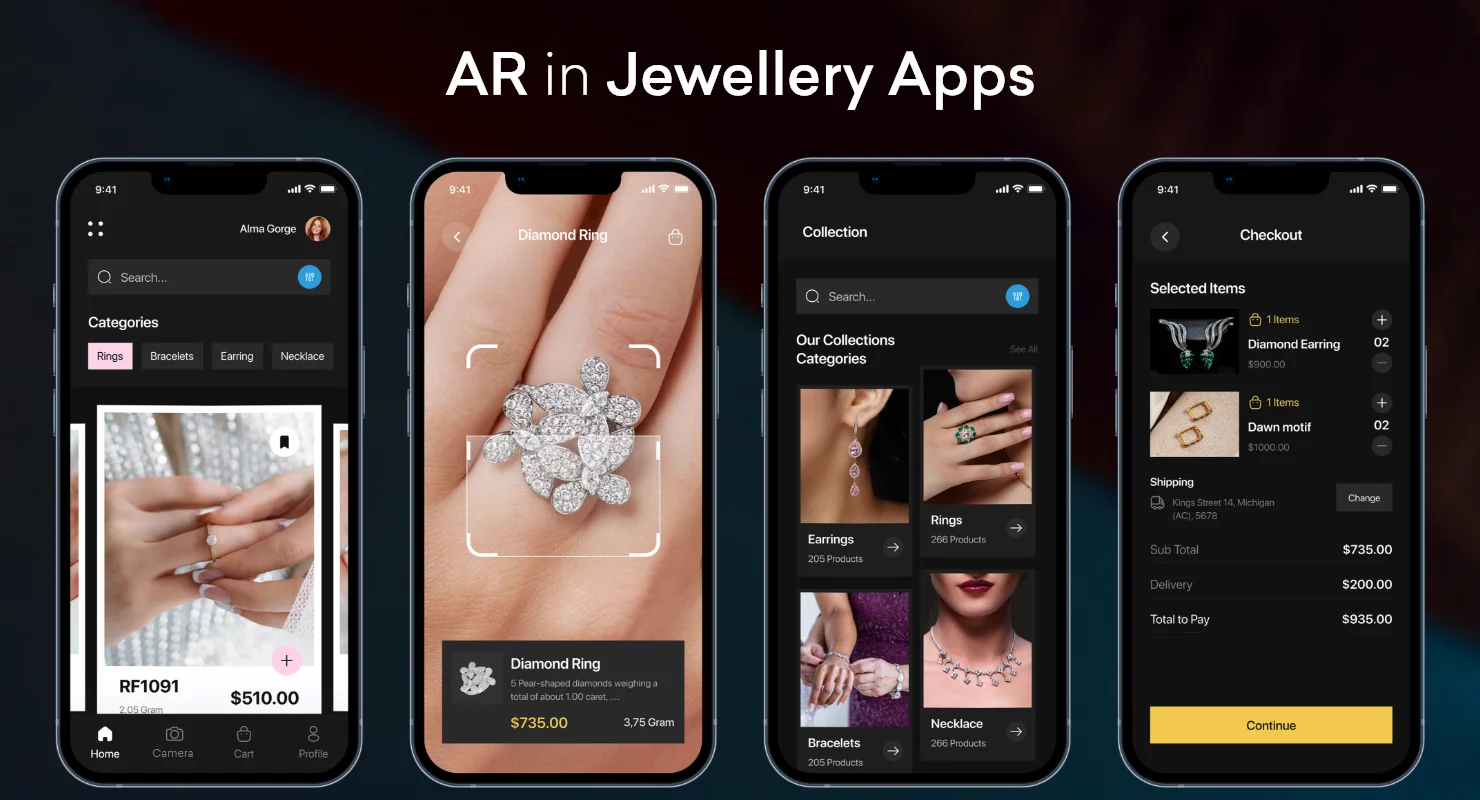 AR in Jewellery Apps
9:41
Alma Gorge
Search...
Categories
Rings
Bracelets
Earring
Necklace
RF1091
$510.00
2.05 Gram
Home
Camera
Cart
Profile
9:41
Diamond Ring
Diamond Ring
5 Pear-shaped diamonds weighing a
total of about 1.00 caret, ....
$735.00
3,75 Gram
9:41
Collection
Search...
Our Collections
Categories
See All
Earrings
205 Products
Rings
266 Products
Bracelets
205 Products
Necklace
266 Products
9:41
Checkout
Selected Items
1 Items
Diamond Earring
$900.00
02
1 Items
Dawn motif
$1000.00
02
Shipping
Kings Street 14, Michigan
(AC), 5678
Change
Sub Total
$735.00
Delivery
$200.00
Total to Pay
$935.00
Continue